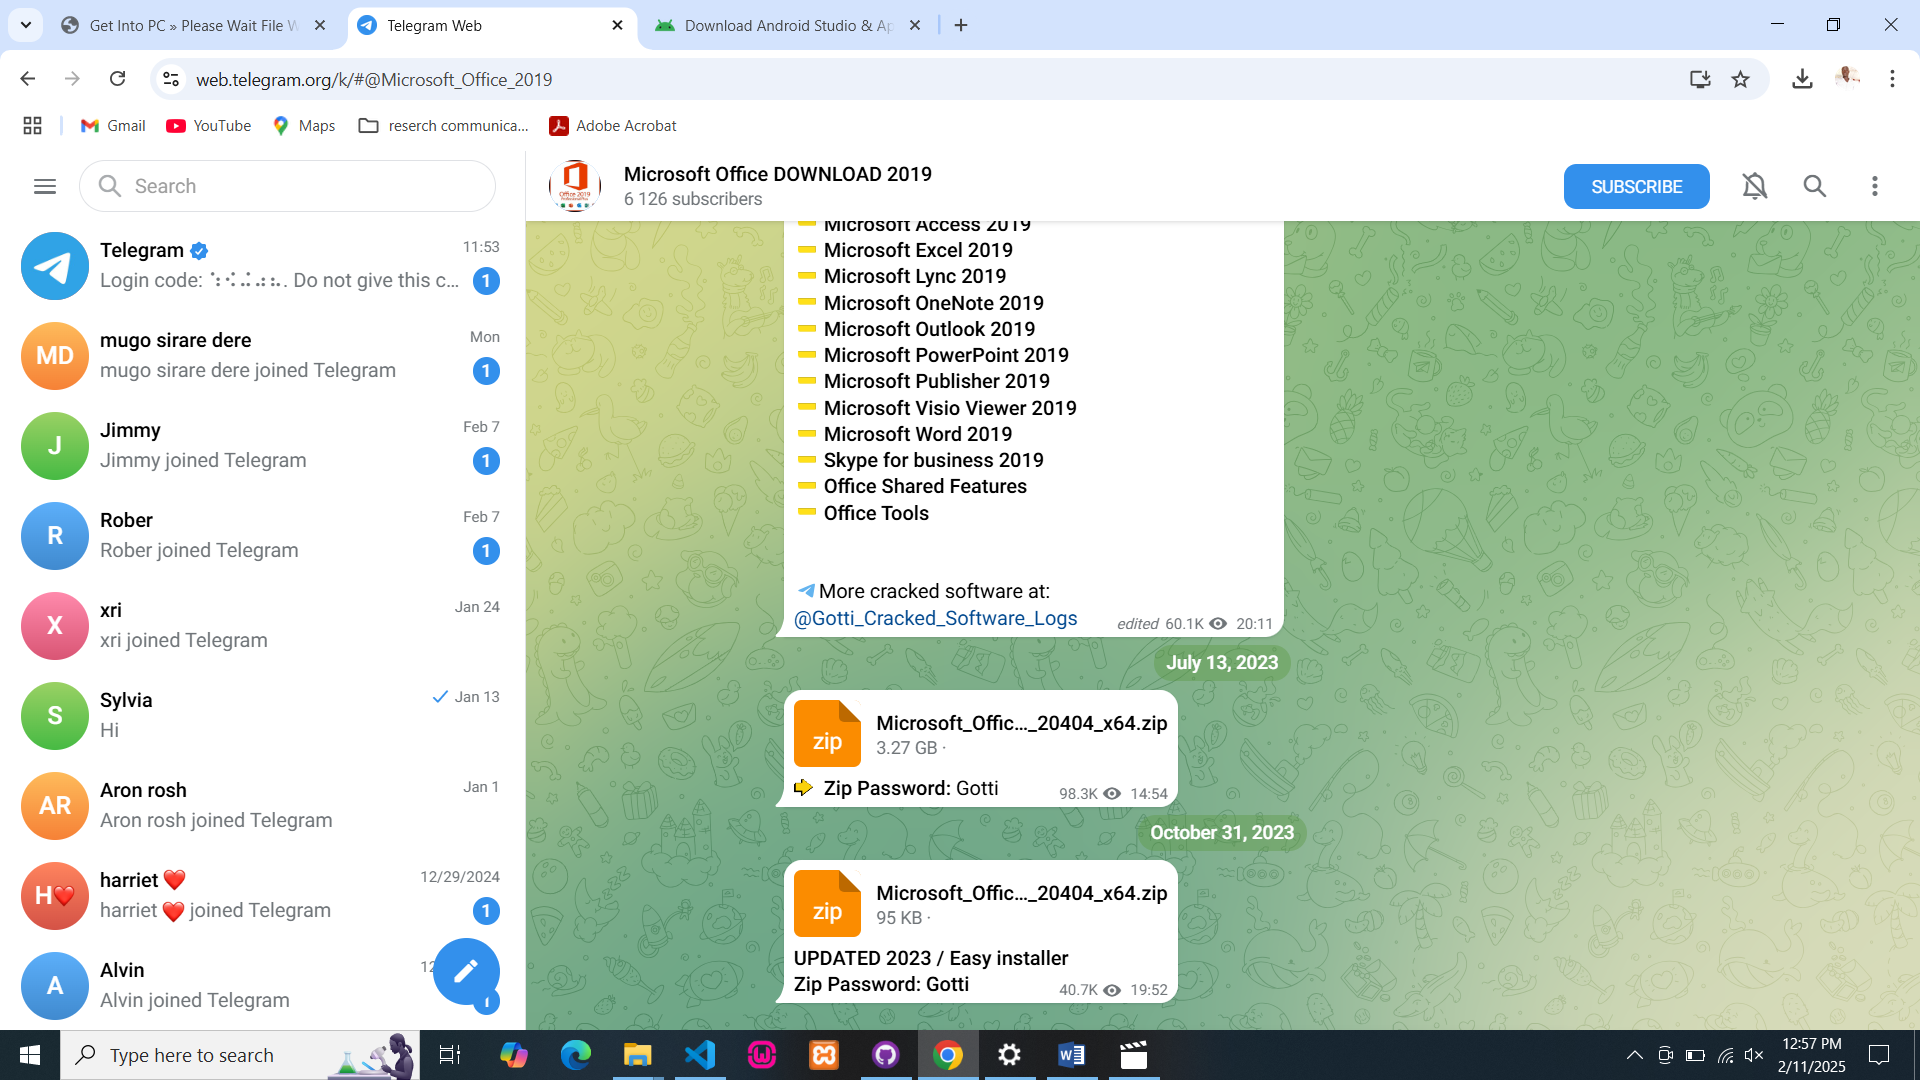 Get Into PC » Please Wait File W
Telegram Web
Download Android Studio & Ap
web.telegram.org/k/#@Microsoft_Office_2019
Gmail
YouTube
Maps
reserch communica...
Adobe Acrobat
Search
Telegram
11:53
Login code:
. Do not give this c...
1
MD
mugo sirare dere
Mon
mugo sirare dere joined Telegram
1
J
Jimmy
Feb 7
Jimmy joined Telegram
1
R
Rober
Feb 7
Rober joined Telegram
1
X
xri
Jan 24
xri joined Telegram
S
Sylvia
Jan 13
Hi
AR
Aron rosh
Jan 1
Aron rosh joined Telegram
H❤️
harriet ❤️
12/29/2024
harriet ❤️ joined Telegram
1
A
Alvin
12
Alvin joined Telegram
Microsoft Office DOWNLOAD 2019
6 126 subscribers
SUBSCRIBE
Microsoft Access 2019
Microsoft Excel 2019
Microsoft Lync 2019
Microsoft OneNote 2019
Microsoft Outlook 2019
Microsoft PowerPoint 2019
Microsoft Publisher 2019
Microsoft Visio Viewer 2019
Microsoft Word 2019
Skype for business 2019
Office Shared Features
Office Tools
More cracked software at:
@Gotti_Cracked_Software_Logs
edited 60.1K 20:11
July 13, 2023
zip
Microsoft_Offic..._20404_x64.zip
3.27 GB ·
Zip Password: Gotti
98.3K 14:54
October 31, 2023
zip
Microsoft_Offic..._20404_x64.zip
95 KB ·
UPDATED 2023 / Easy installer
Zip Password: Gotti
40.7K 19:52
Type here to search
12:57 PM
2/11/2025